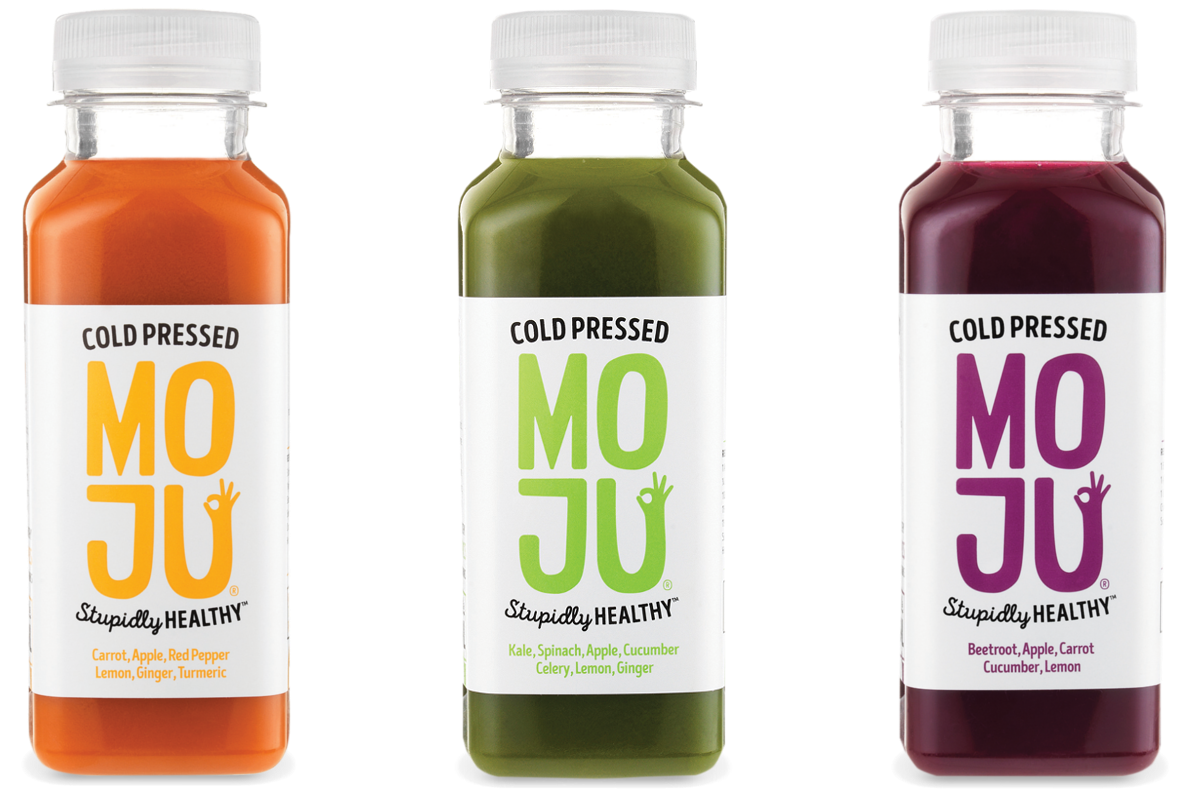 COLD PRESSED
MO
JU®
Stupidly HEALTHY™
Carrot, Apple, Red Pepper
Lemon, Ginger, Turmeric
COLD PRESSED
MO
JU®
Stupidly HEALTHY™
Kale, Spinach, Apple, Cucumber
Celery, Lemon, Ginger
COLD PRESSED
MO
JU®
Stupidly HEALTHY™
Beetroot, Apple, Carrot
Cucumber, Lemon